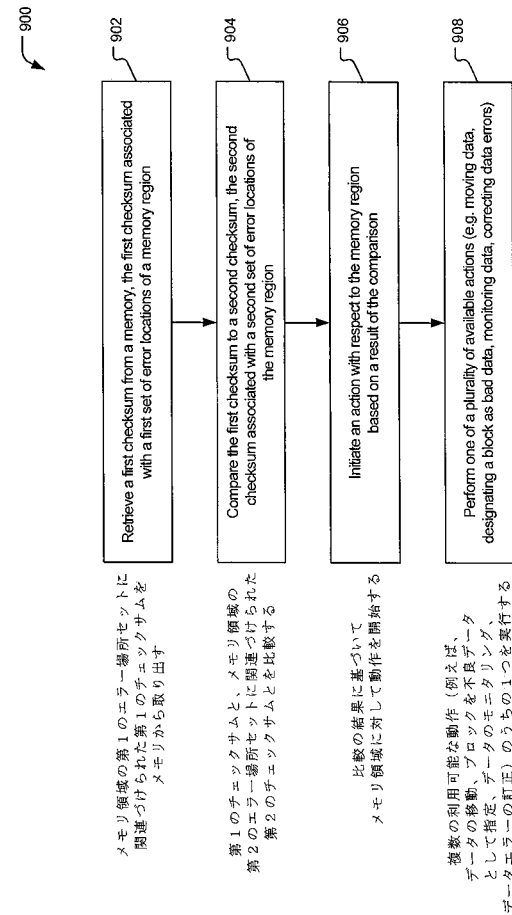 900
902
Retrieve a first checksum from a memory, the first checksum associated
with a first set of error locations of a memory region
メモリ領域の第1のエラー場所セットに
関連づけられた第1のチェックサムを
メモリから取り出す
904
Compare the first checksum to a second checksum, the second
checksum associated with a second set of error locations of
the memory region
第1のチェックサムと、メモリ領域の
第2のエラー場所セットに関連づけられた
第2のチェックサムとを比較する
906
Initiate an action with respect to the memory region
based on a result of the comparison
比較の結果に基づいて
メモリ領域に対して動作を開始する
908
Perform one of a plurality of available actions (e.g. moving data,
designating a block as bad data, monitoring data, correcting data errors)
複数の利用可能な動作（例えば、
データの移動、ブロックを不良データ
として指定、データのモニタリング、
データエラーの訂正）のうちの1つを実行する